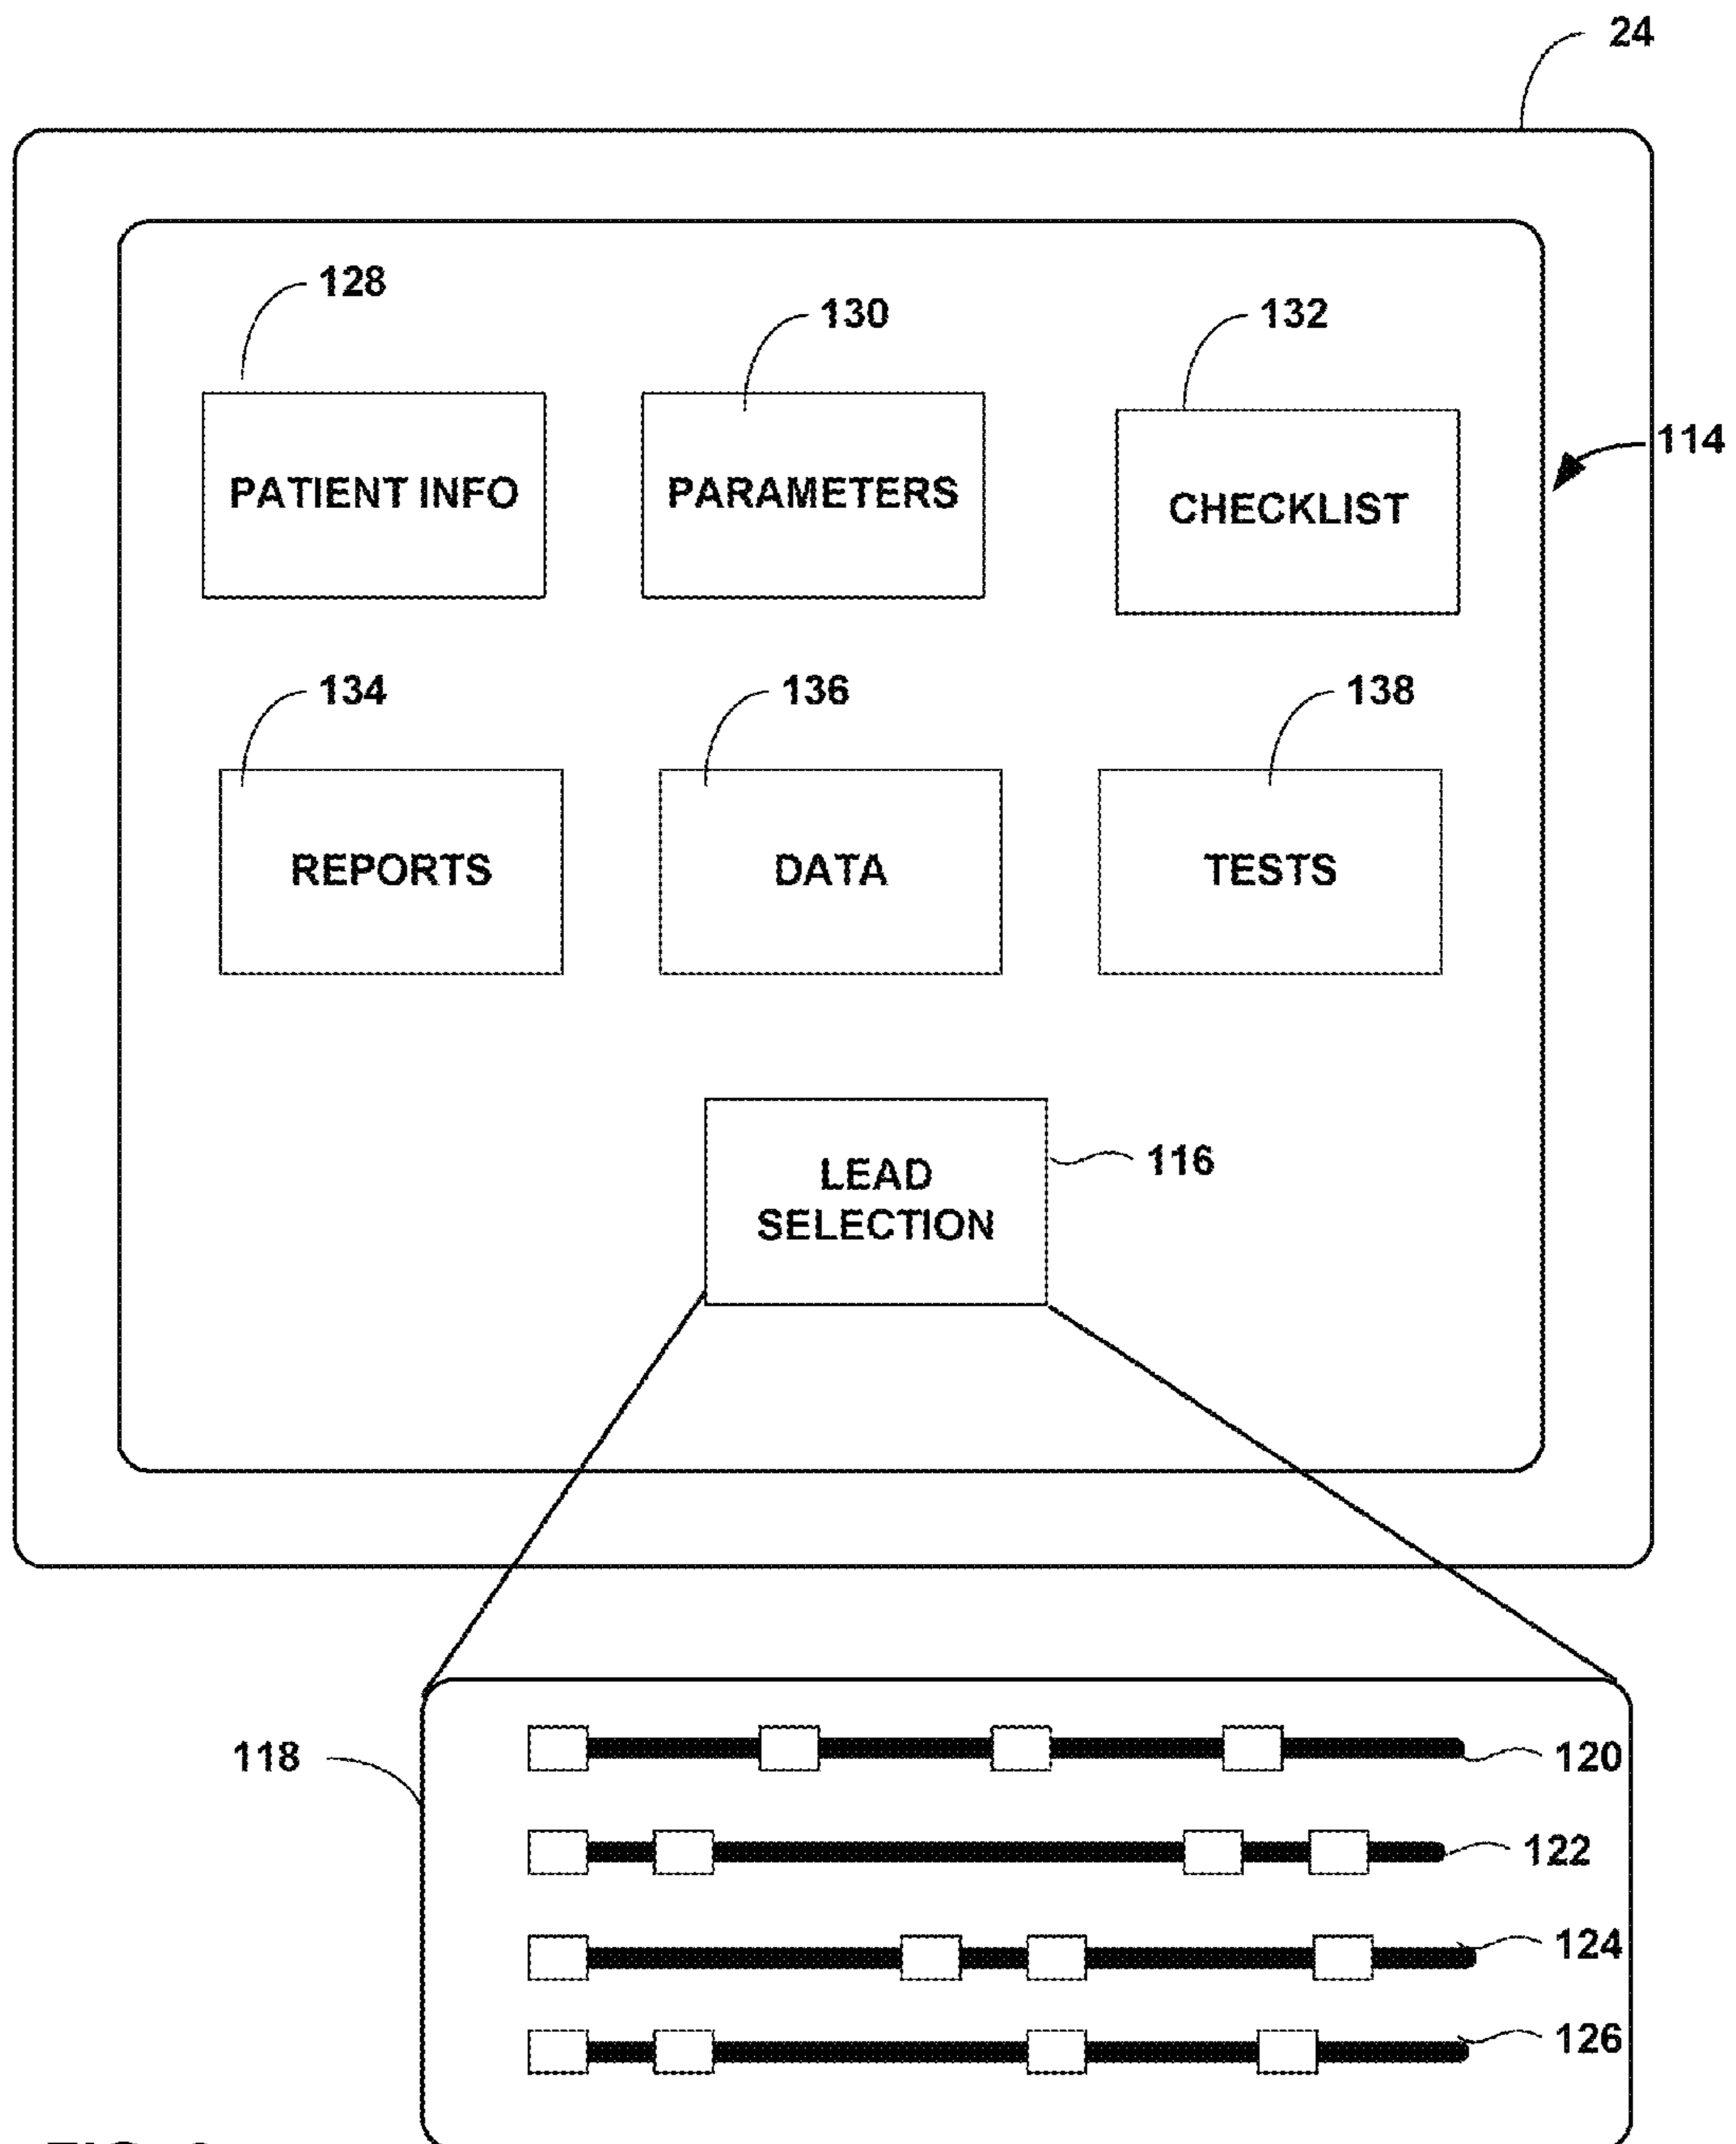 24
128
130
132
114
PATIENT INFO
PARAMETERS
CHECKLIST
134
136
138
REPORTS
DATA
TESTS
LEAD
SELECTION
116
118
120
122
124
126